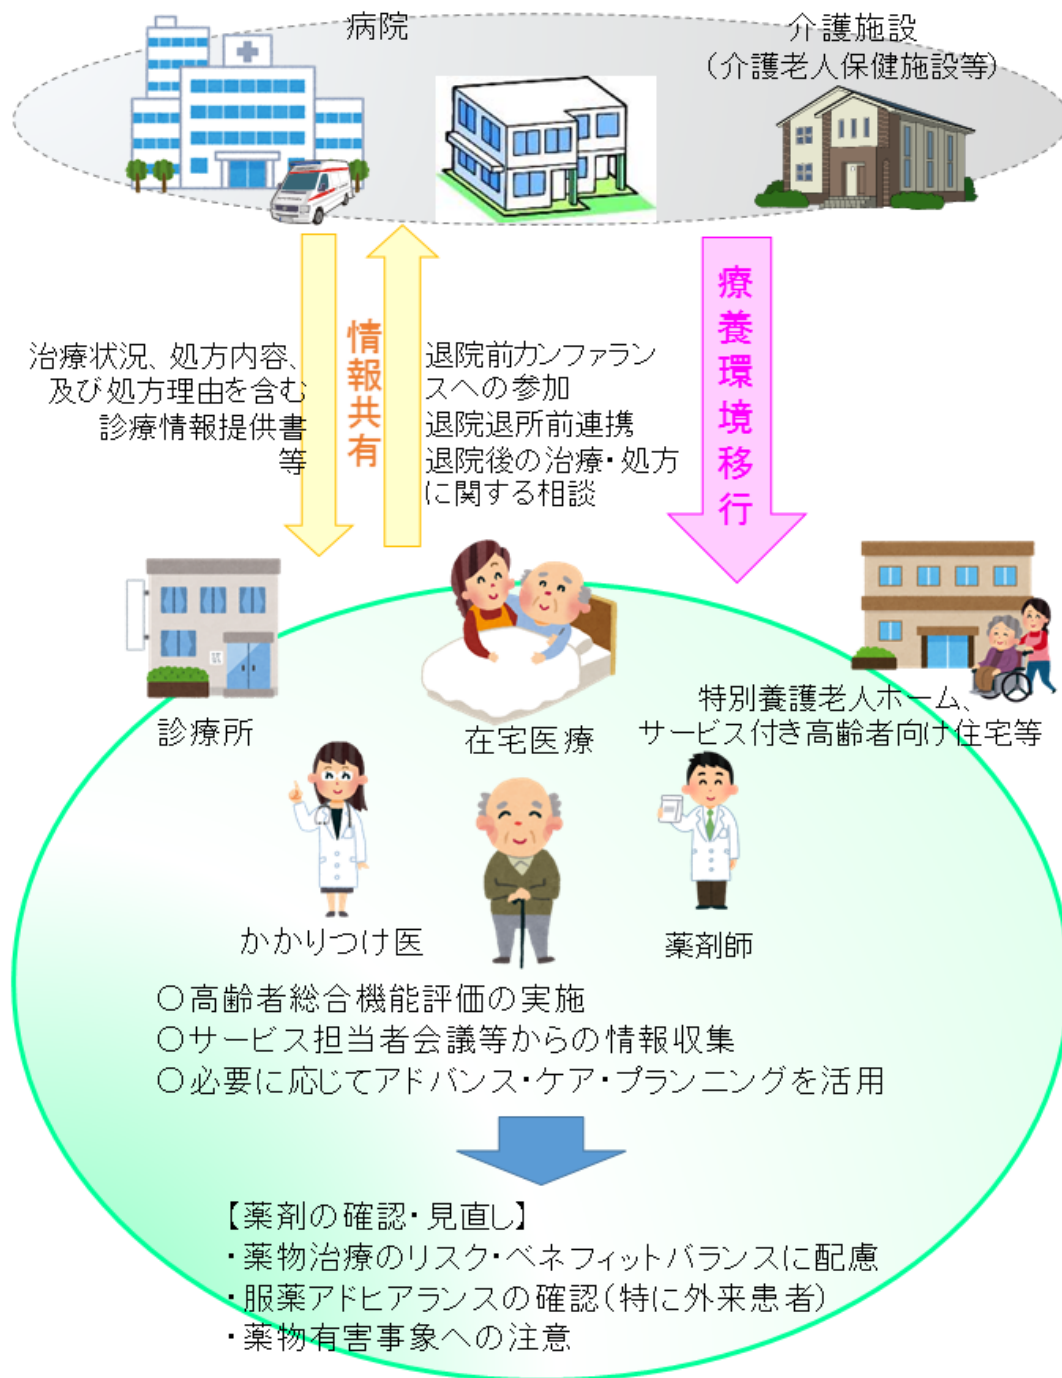 病院
介護施設
（介護老人保健施設等）
治療状況、処方内容、
及び処方理由を含む
診療情報提供書
等
情報共有
退院前カンファラン
スへの参加
退院退所前連携
退院後の治療・処方
に関する相談
療養環境移行
診療所
在宅医療
特別養護老人ホーム、
サービス付き高齢者向け住宅等
かかりつけ医
薬剤師
○高齢者総合機能評価の実施
○サービス担当者会議等からの情報収集
○必要に応じてアドバンス・ケア・プランニングを活用
【薬剤の確認・見直し】
・薬物治療のリスク・ベネフィットバランスに配慮
・服薬アドヒアランスの確認（特に外来患者）
・薬物有害事象への注意